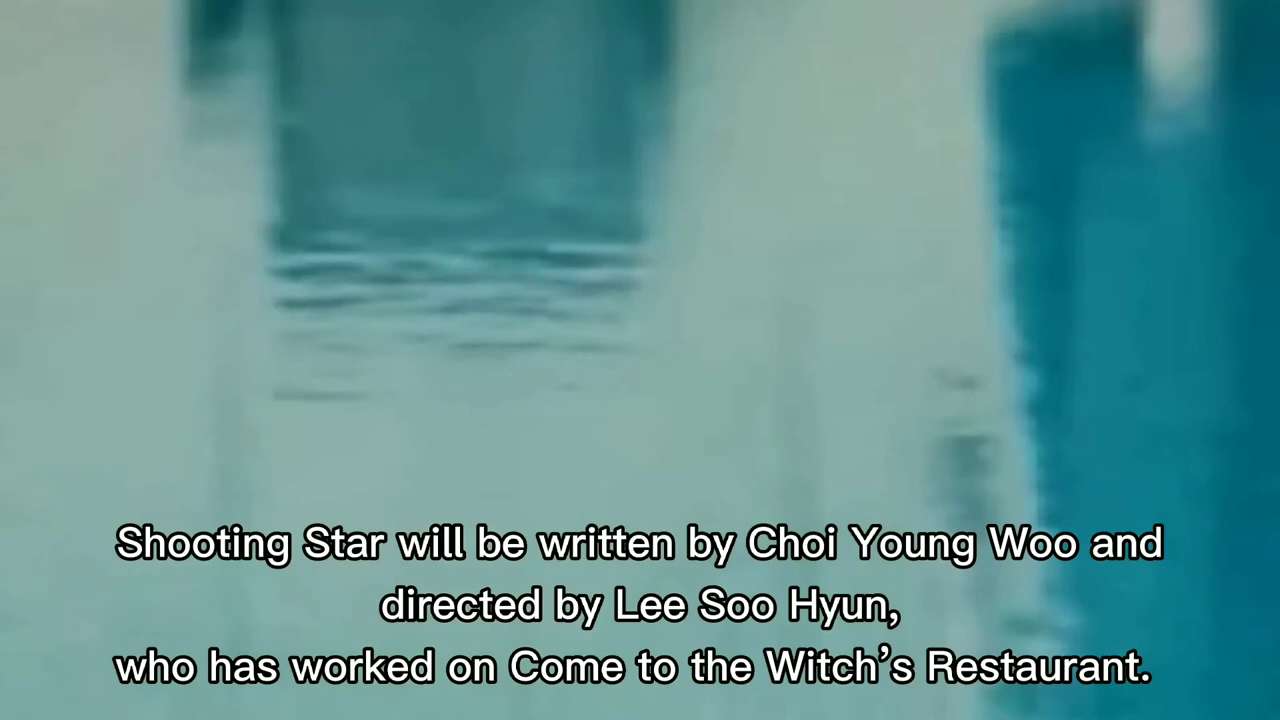 Shooting Star will be written by Choi Young Woo and
directed by Lee Soo Hyun,
who has worked on Come to the Witch’s Restaurant.